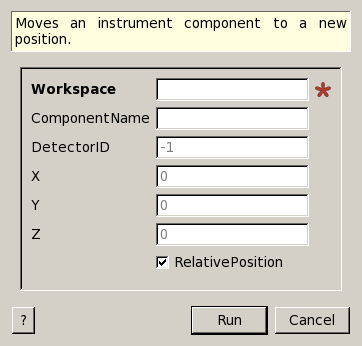 Moves an instrument component to a new
position.
Workspace
ComponentName
DetectorID -1
X 0
Y 0
Z 0
RelativePosition
? Run Cancel